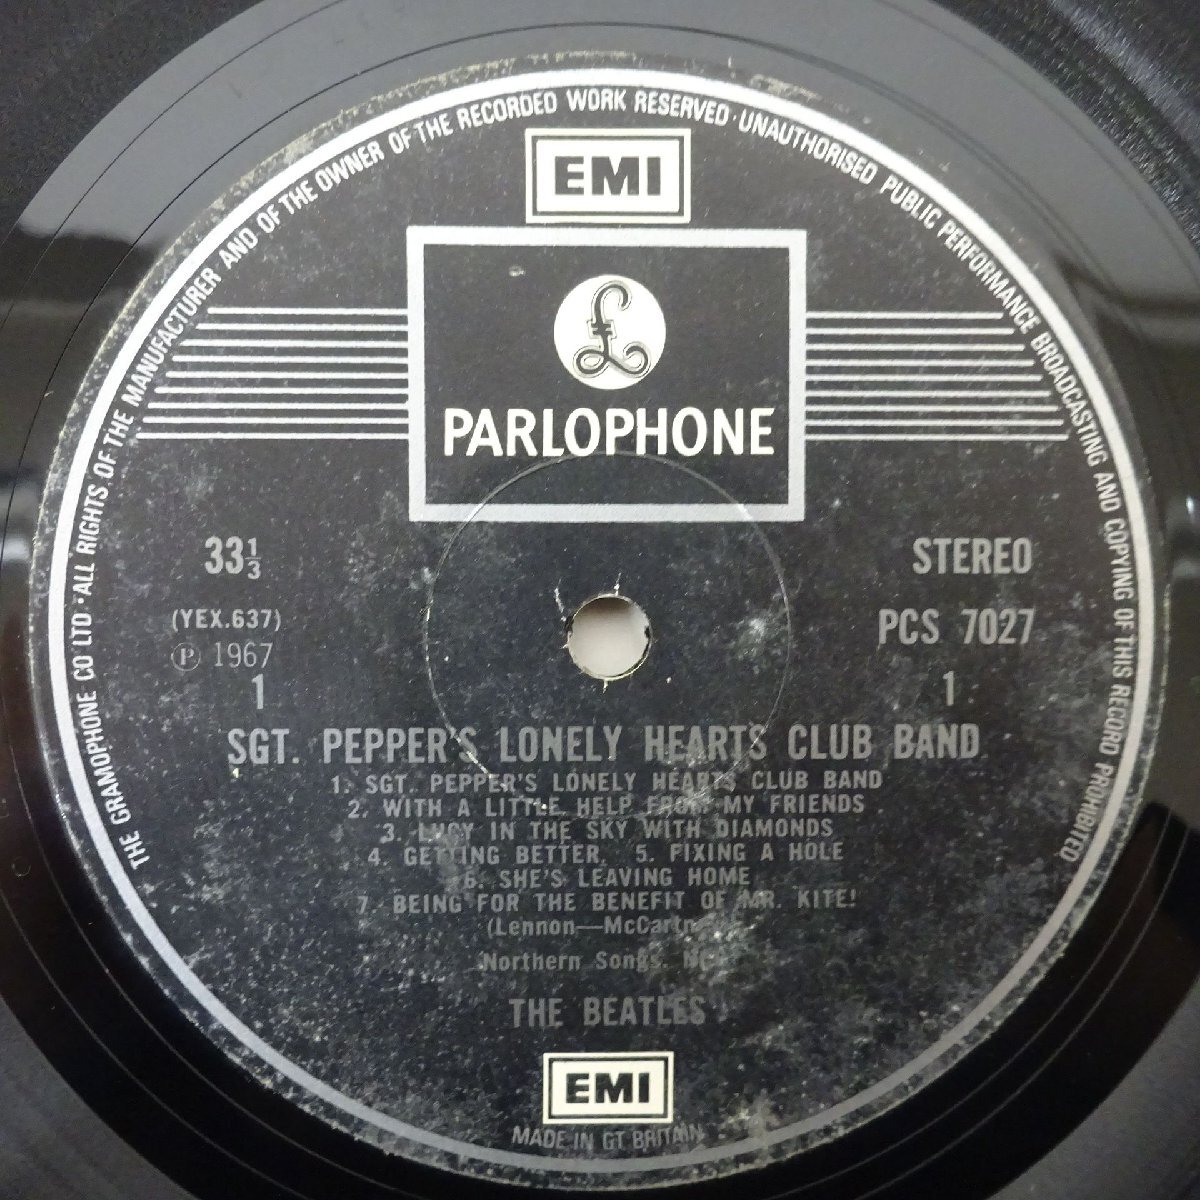 THE GRAMOPHONE CO LTD · ALL RIGHTS OF THE MANUFACTURER AND OF THE OWNER OF THE RECORDED WORK RESERVED · UNAUTHORISED PUBLIC PERFORMANCE BROADCASTING AND COPYING OF THIS RECORD PROHIBITED
EMI
£
PARLOPHONE
33⅓
STEREO
(YEX.637)
PCS 7027
℗ 1967
1
1
SGT. PEPPER'S LONELY HEARTS CLUB BAND
1. SGT. PEPPER'S LONELY HEARTS CLUB BAND
2. WITH A LITTLE HELP FROM MY FRIENDS
3. LUCY IN THE SKY WITH DIAMONDS
4. GETTING BETTER, 5. FIXING A HOLE
6. SHE'S LEAVING HOME
7. BEING FOR THE BENEFIT OF MR. KITE!
(Lennon—McCartn
Northern Songs,
THE BEATLES
EMI
MADE IN GT BRITAIN